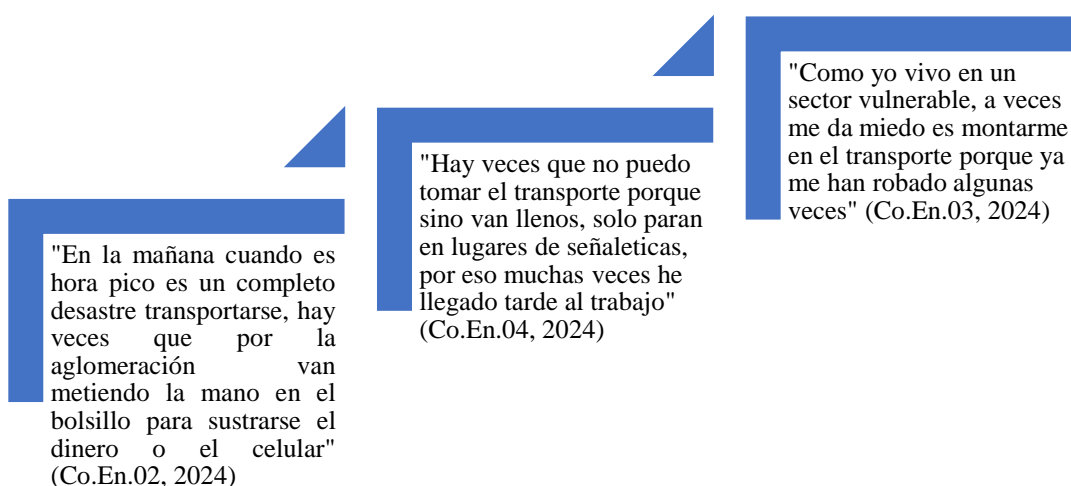 "En la mañana cuando es
hora pico es un completo
desastre transportarse, hay
veces que por la
aglomeración van
metiendo la mano en el
bolsillo para sustrarse el
dinero o el celular"
(Co.En.02, 2024)
"Hay veces que no puedo
tomar el transporte porque
sino van llenos, solo paran
en lugares de señaleticas,
por eso muchas veces he
llegado tarde al trabajo"
(Co.En.04, 2024)
"Como yo vivo en un
sector vulnerable, a veces
me da miedo es montarme
en el transporte porque ya
me han robado algunas
veces" (Co.En.03, 2024)